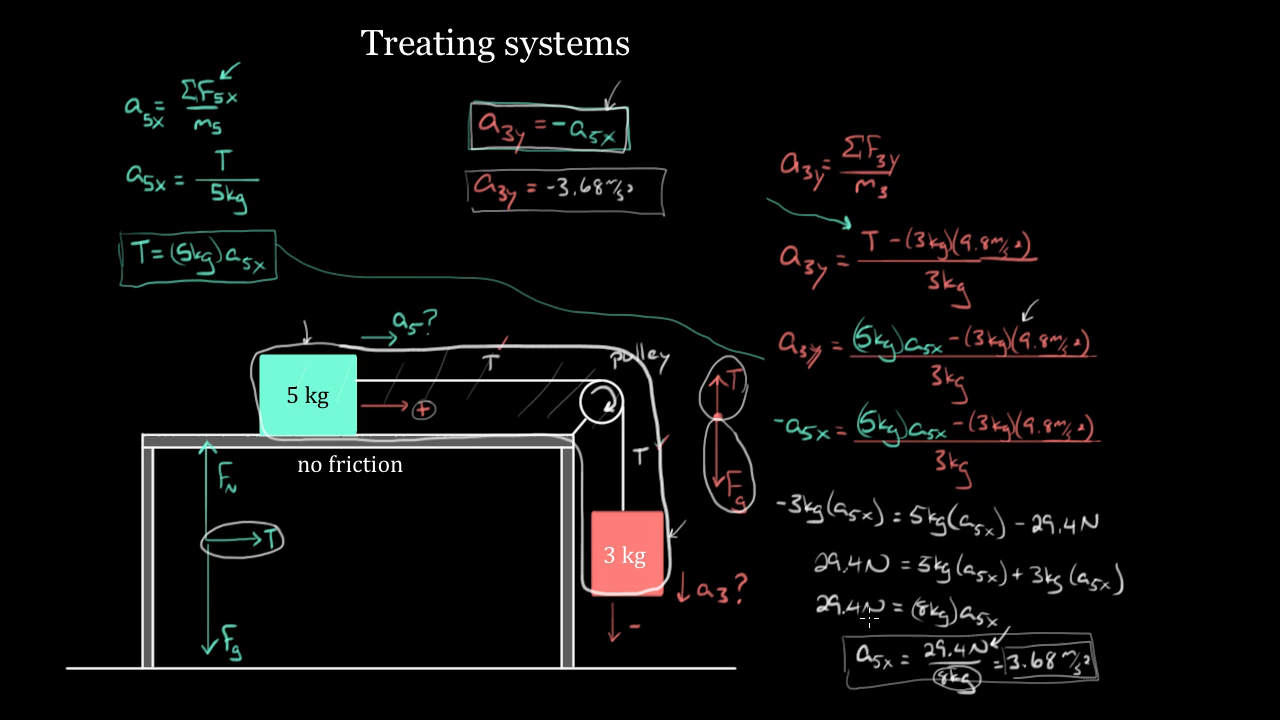 Treating systems
a₅ₓ = ΣF₅ₓ / m₅
a₅ₓ = T / 5kg
T = (5kg) a₅ₓ
a₃y = -a₅ₓ
a₃y = -3.68 m/s²
a₃y = ΣF₃y / m₃
a₃y = T - (3kg)(9.8 m/s²) / 3kg
a₃y = (5kg)a₅ₓ - (3kg)(9.8 m/s²) / 3kg
-a₅ₓ = (5kg)a₅ₓ - (3kg)(9.8 m/s²) / 3kg
-3kg(a₅ₓ) = 5kg(a₅ₓ) - 29.4N
29.4N = 5kg(a₅ₓ) + 3kg(a₅ₓ)
29.4N = (8kg)a₅ₓ
a₅ₓ = 29.4N / 8kg = 3.68 m/s²
a₅?
T
pulley
5 kg
+
T
no friction
F_N
T
F_g
3 kg
a₃?
-
T
F_g